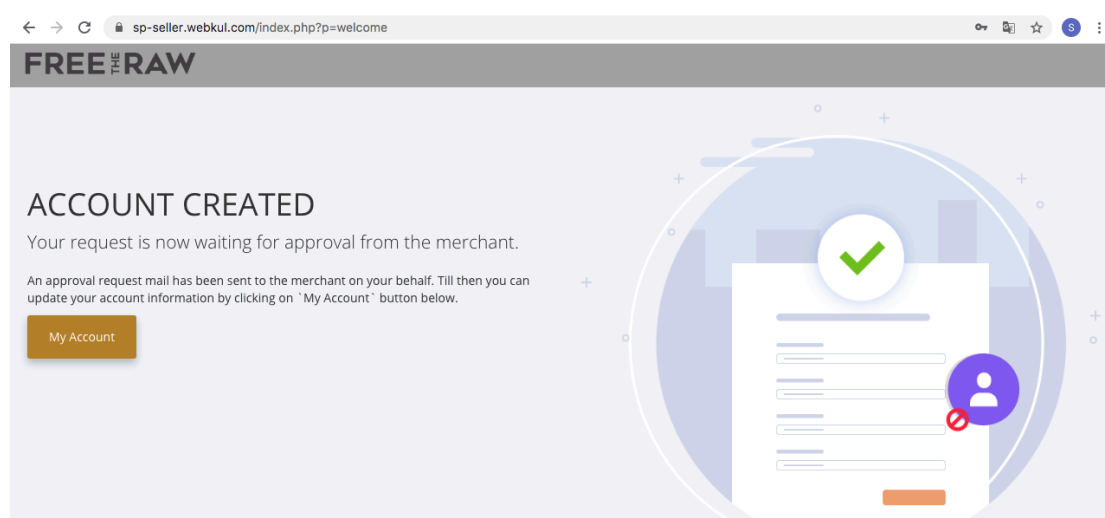 sp-seller.webkul.com/index.php?p=welcome
S
FREE THE RAW
ACCOUNT CREATED
Your request is now waiting for approval from the merchant.
An approval request mail has been sent to the merchant on your behalf. Till then you can
update your account information by clicking on `My Account` button below.
My Account